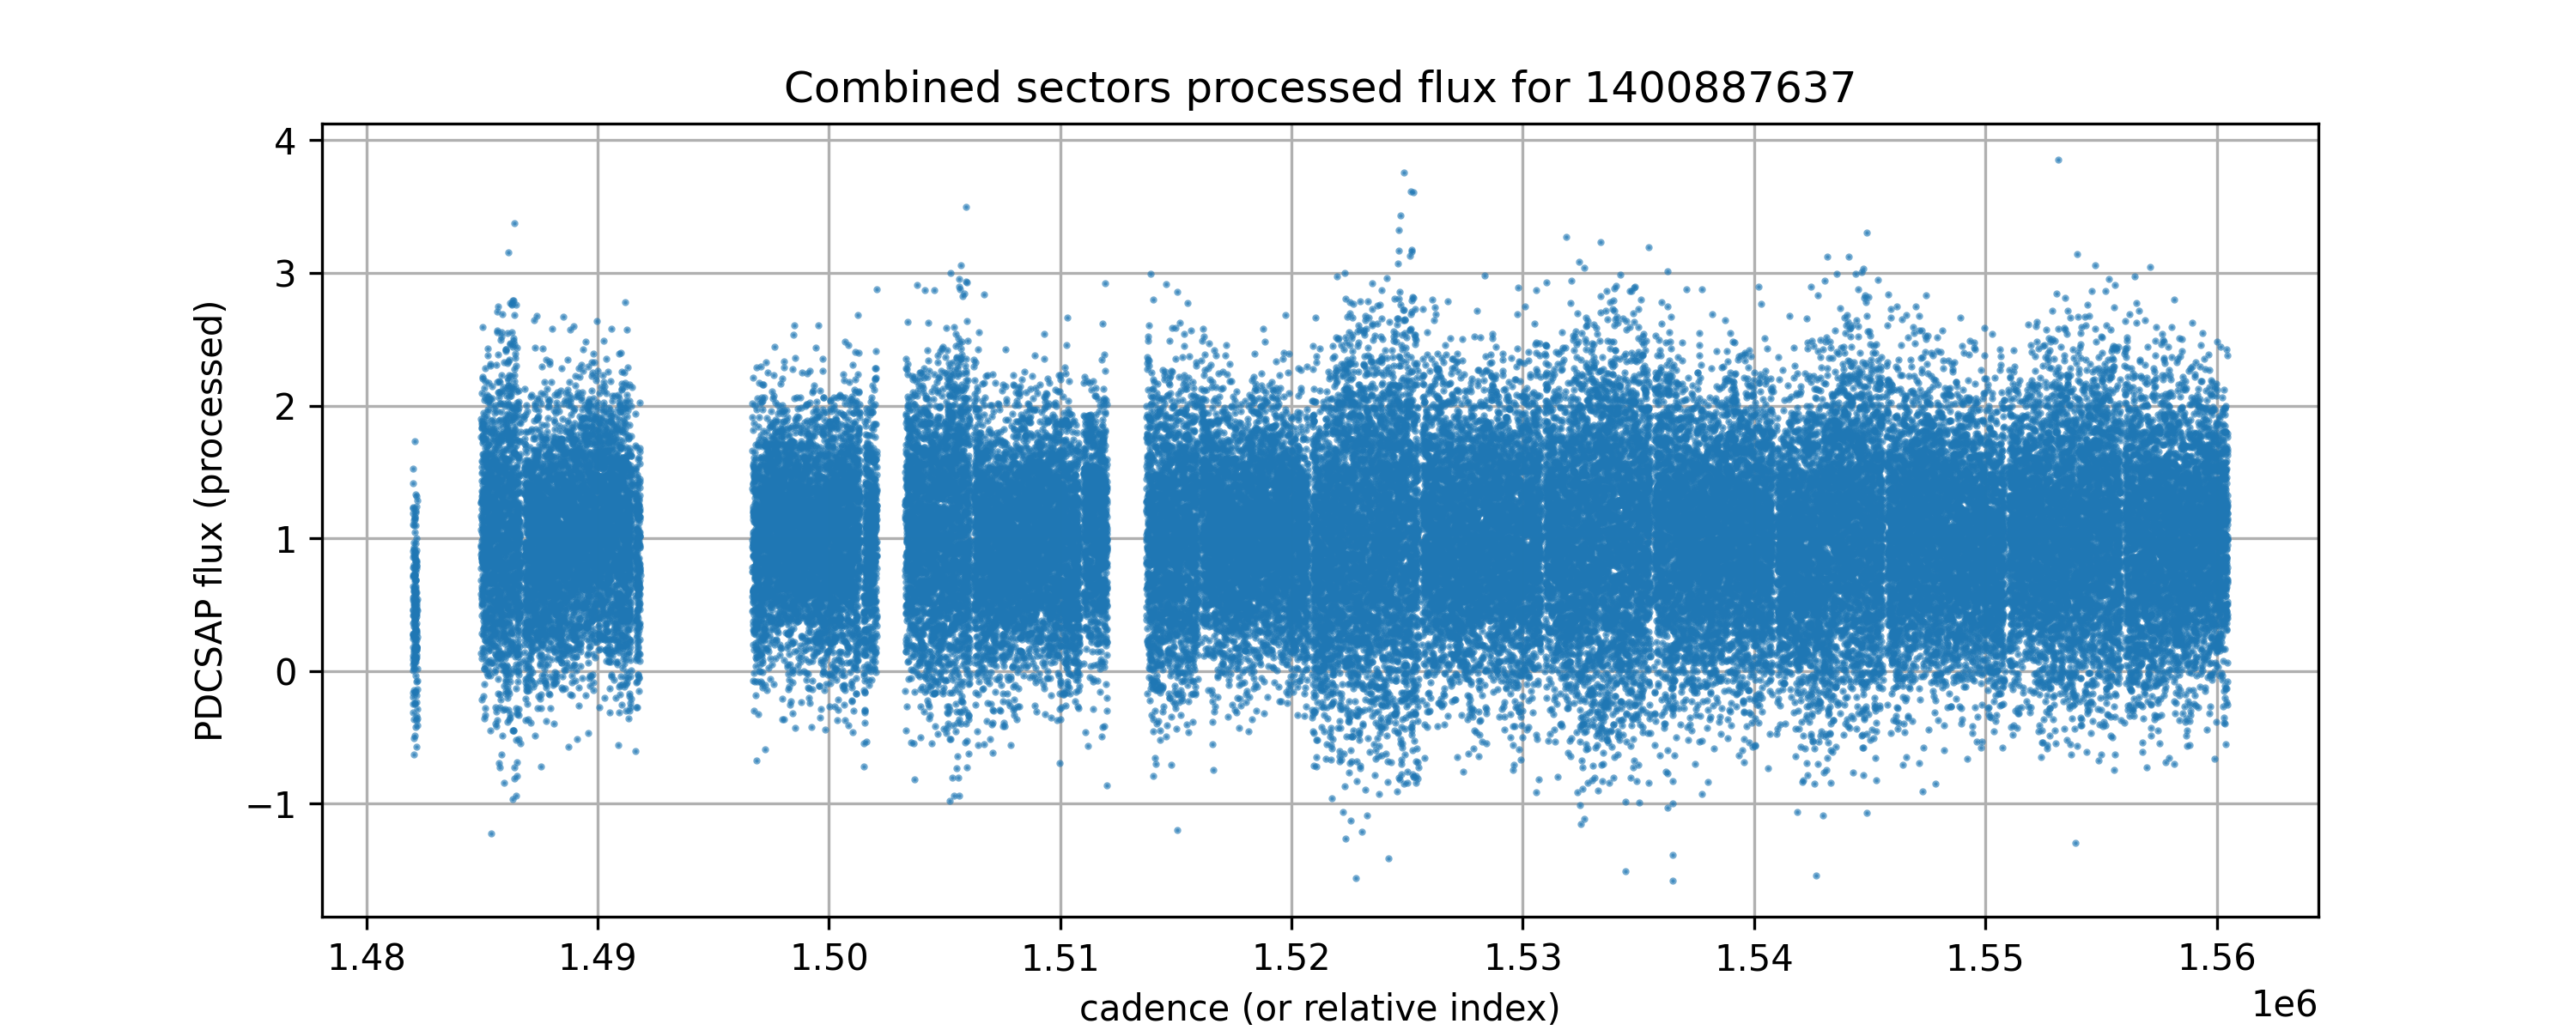 Combined sectors processed flux for 1400887637
PDCSAP flux (processed)
4
3
2
1
0
−1
1.48 1.49 1.50 1.51 1.52 1.53 1.54 1.55 1.56
1e6
cadence (or relative index)